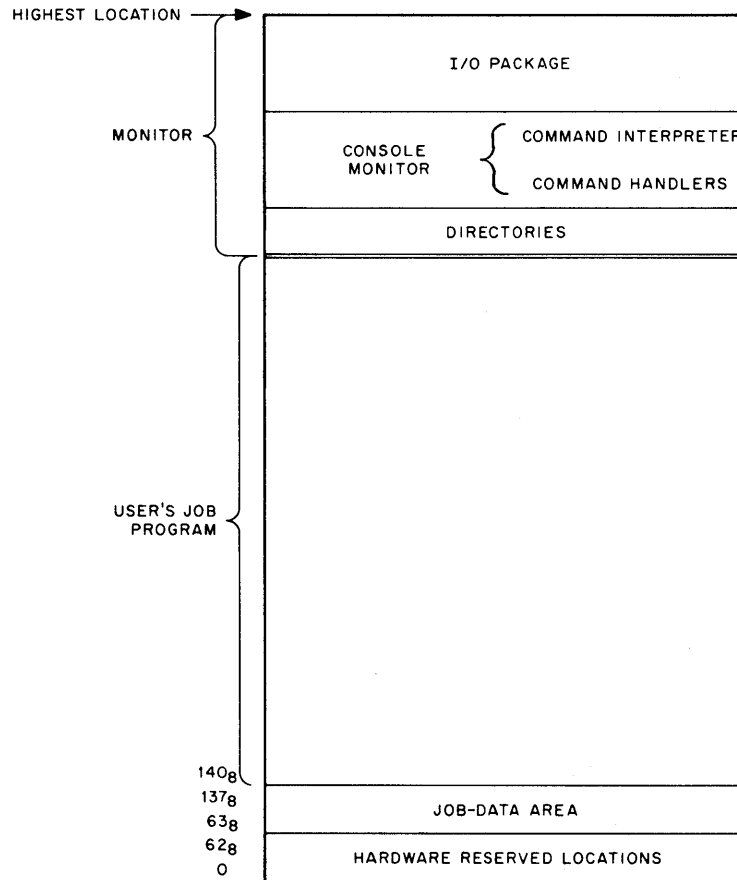 HIGHEST LOCATION
I/O PACKAGE
MONITOR
CONSOLE
MONITOR
COMMAND INTERPRETER
COMMAND HANDLERS
DIRECTORIES
USER'S JOB
PROGRAM
140₈
137₈
JOB-DATA AREA
63₈
62₈
HARDWARE RESERVED LOCATIONS
0